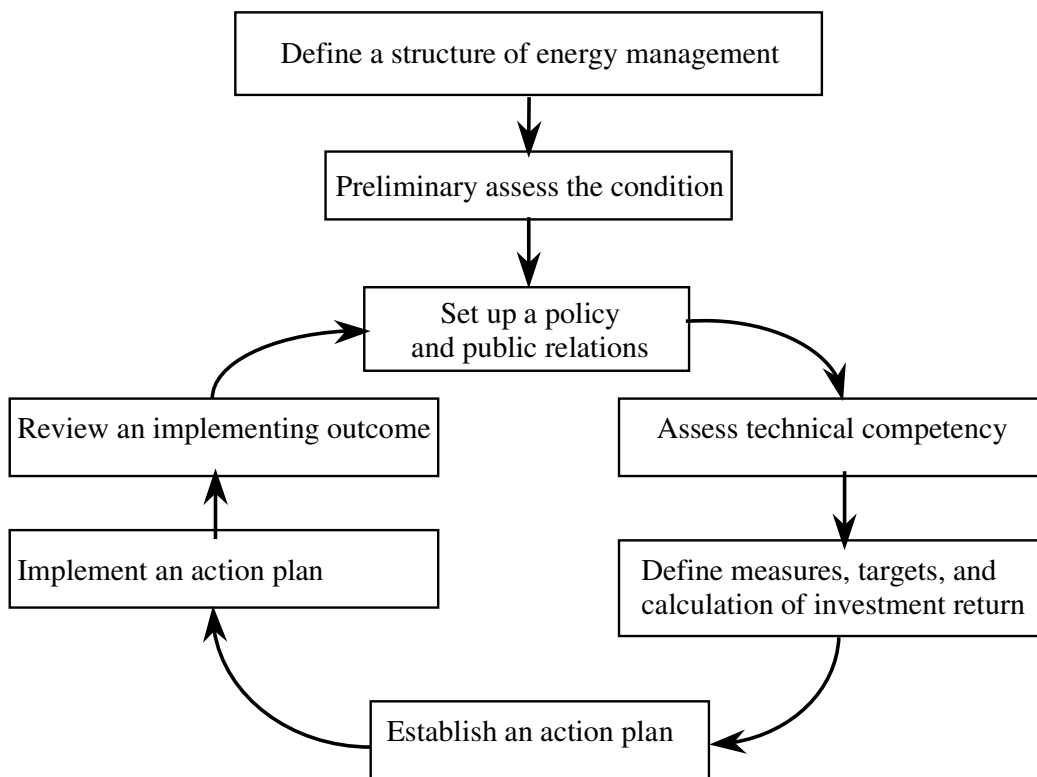 Define a structure of energy management
Preliminary assess the condition
Set up a policy
and public relations
Review an implementing outcome
Assess technical competency
Implement an action plan
Define measures, targets, and
calculation of investment return
Establish an action plan